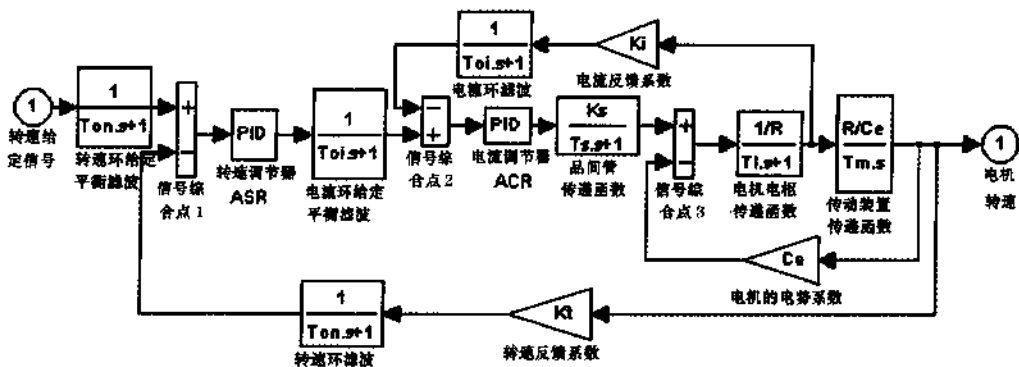 1
Toi.s+1
电流环滤波
Ki
电流反馈系数
1
转速给
定信号
1
Ton.s+1
转速环给定
平衡滤波
+
−
信号综
合点 1
PID
转速调节器
ASR
1
Toi.s+1
电流环给定
平衡滤波
−
+
信号综
合点 2
PID
电流调节器
ACR
Ks
Ts.s+1
品间管
传递函数
+
−
信号综
合点 3
1/R
Tl.s+1
电机电枢
传递函数
R/Ce
Tm.s
传动装置
传递函数
1
电机
转速
Ce
电机的电势系数
1
Ton.s+1
转速环滤波
Kt
转速反馈系数